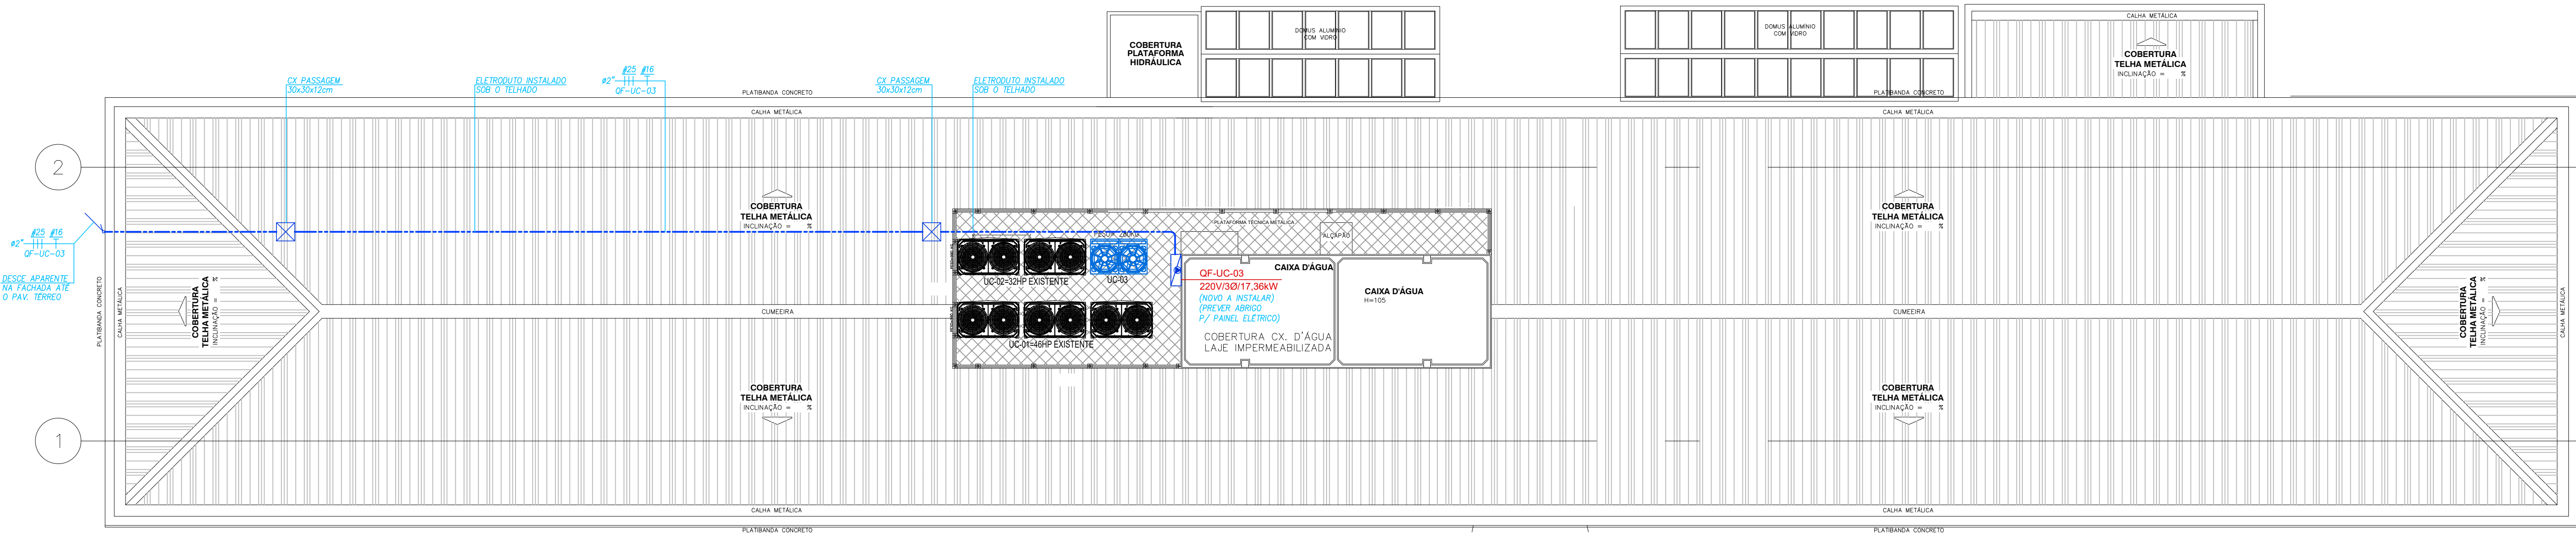 COBERTURA
PLATAFORMA
HIDRÁULICA
DOMUS ALUMÍNIO
COM VIDRO
DOMUS ALUMÍNIO
COM VIDRO
CALHA METÁLICA
COBERTURA
TELHA METÁLICA
INCLINAÇÃO = %
CX PASSAGEM
30x30x12cm
ELETRODUTO INSTALADO
SOB O TELHADO
#25 #16
ø2"
QF-UC-03
CX PASSAGEM
30x30x12cm
ELETRODUTO INSTALADO
SOB O TELHADO
PLATIBANDA CONCRETO
PLATIBANDA CONCRETO
CALHA METÁLICA
CALHA METÁLICA
2
COBERTURA
TELHA METÁLICA
INCLINAÇÃO = %
COBERTURA
TELHA METÁLICA
INCLINAÇÃO = %
#25 #16
ø2"
QF-UC-03
DESCE APARENTE
NA FACHADA ATÉ
O PAV. TÉRREO
PLATIBANDA CONCRETO
CALHA METÁLICA
COBERTURA
TELHA METÁLICA
INCLINAÇÃO = %
PLATAFORMA TÉCNICA METÁLICA
ALÇAPÃO
PESO= 280KG
UC-02=32HP EXISTENTE
UC-03
QF-UC-03
220V/3Ø/17,36kW
(NOVO A INSTALAR)
(PREVER ABRIGO
P/ PAINEL ELÉTRICO)
CAIXA D'ÁGUA
CAIXA D'ÁGUA
H=105
COBERTURA CX. D'ÁGUA
LAJE IMPERMEABILIZADA
UC-01=46HP EXISTENTE
CUMEEIRA
CUMEEIRA
COBERTURA
TELHA METÁLICA
INCLINAÇÃO = %
CALHA METÁLICA
COBERTURA
TELHA METÁLICA
INCLINAÇÃO = %
COBERTURA
TELHA METÁLICA
INCLINAÇÃO = %
1
CALHA METÁLICA
CALHA METÁLICA
PLATIBANDA CONCRETO
PLATIBANDA CONCRETO